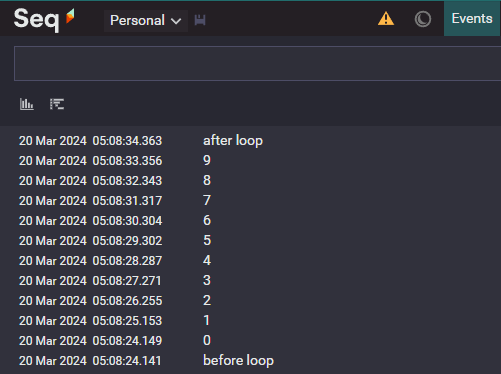 Seq Personal Events
20 Mar 2024 05:08:34.363 after loop
20 Mar 2024 05:08:33.356 9
20 Mar 2024 05:08:32.343 8
20 Mar 2024 05:08:31.317 7
20 Mar 2024 05:08:30.304 6
20 Mar 2024 05:08:29.302 5
20 Mar 2024 05:08:28.287 4
20 Mar 2024 05:08:27.271 3
20 Mar 2024 05:08:26.255 2
20 Mar 2024 05:08:25.153 1
20 Mar 2024 05:08:24.149 0
20 Mar 2024 05:08:24.141 before loop